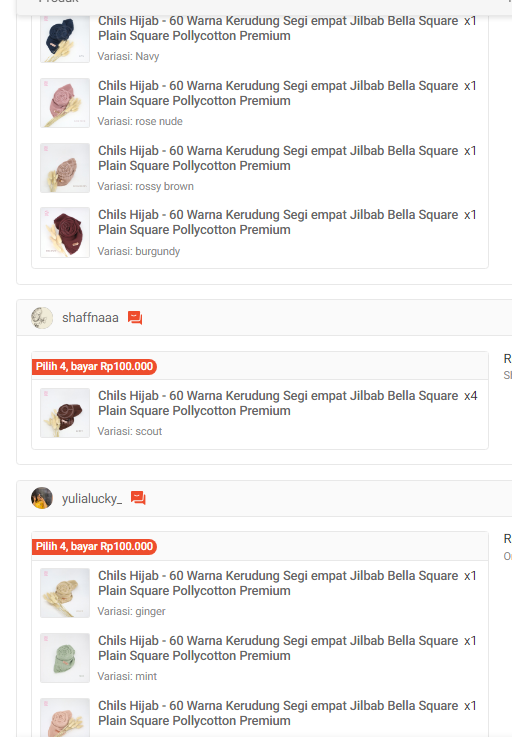 Chils Hijab - 60 Warna Kerudung Segi empat Jilbab Bella Square x1
Plain Square Pollycotton Premium
Variasi: Navy
Chils Hijab - 60 Warna Kerudung Segi empat Jilbab Bella Square x1
Plain Square Pollycotton Premium
Variasi: rose nude
Chils Hijab - 60 Warna Kerudung Segi empat Jilbab Bella Square x1
Plain Square Pollycotton Premium
Variasi: rossy brown
Chils Hijab - 60 Warna Kerudung Segi empat Jilbab Bella Square x1
Plain Square Pollycotton Premium
Variasi: burgundy
shaffnaaa
Pilih 4, bayar Rp100.000
Chils Hijab - 60 Warna Kerudung Segi empat Jilbab Bella Square x4
Plain Square Pollycotton Premium
Variasi: scout
yulialucky_
Pilih 4, bayar Rp100.000
Chils Hijab - 60 Warna Kerudung Segi empat Jilbab Bella Square x1
Plain Square Pollycotton Premium
Variasi: ginger
Chils Hijab - 60 Warna Kerudung Segi empat Jilbab Bella Square x1
Plain Square Pollycotton Premium
Variasi: mint
Chils Hijab - 60 Warna Kerudung Segi empat Jilbab Bella Square x1
Plain Square Pollycotton Premium